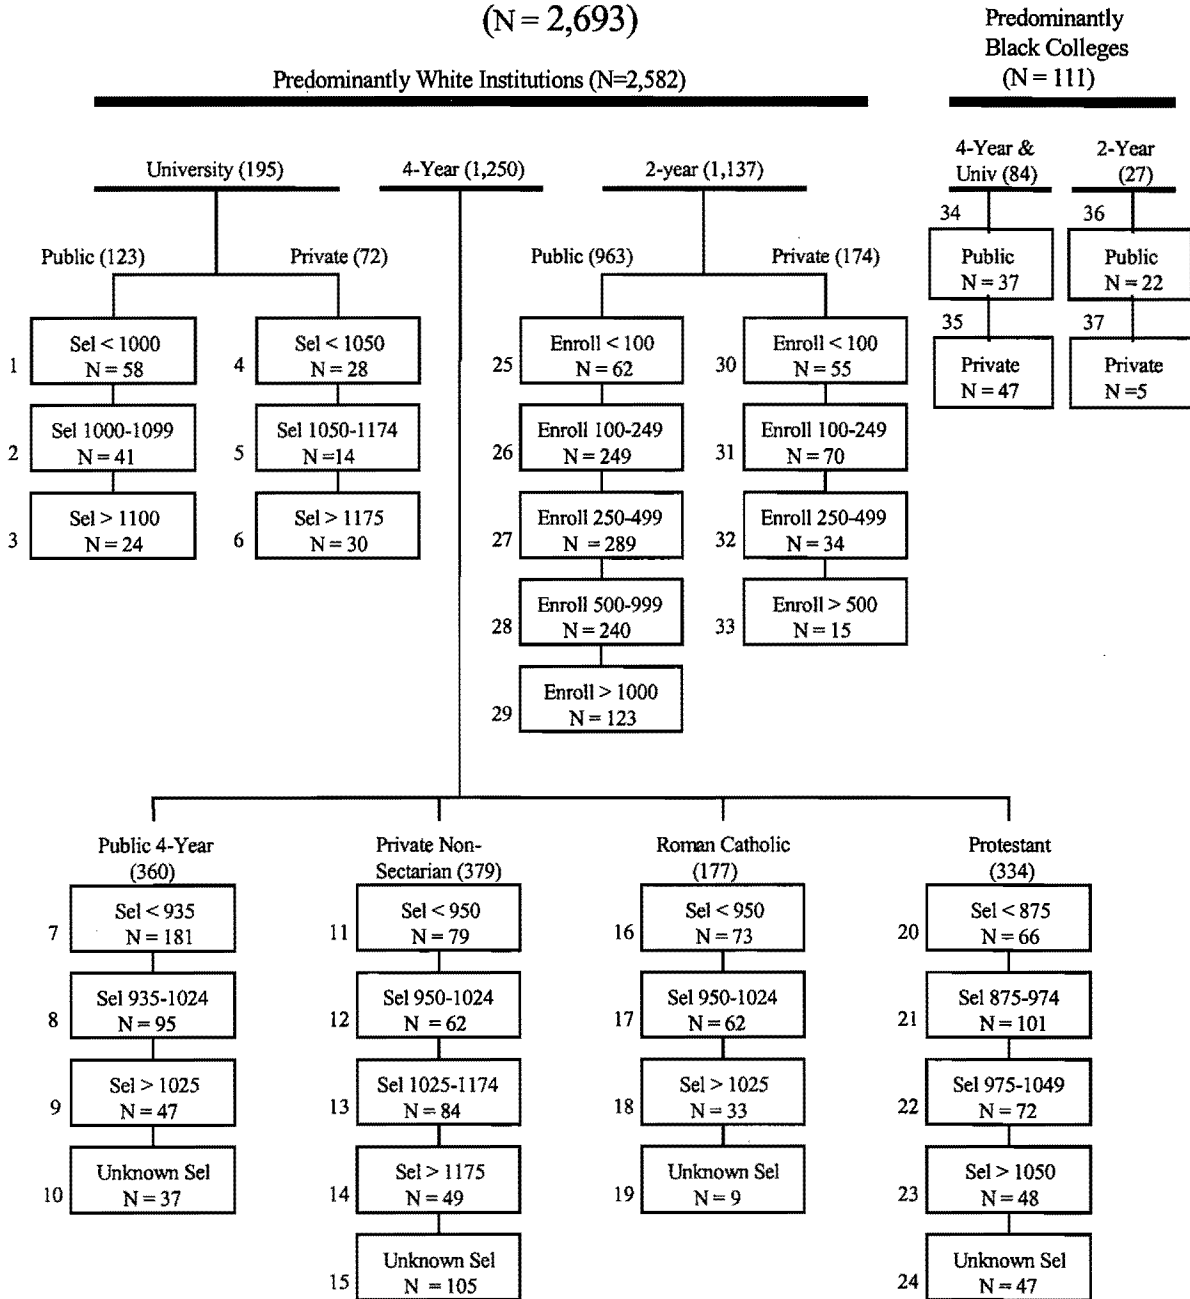 (N = 2,693)
Predominantly White Institutions (N=2,582)
Predominantly
Black Colleges
(N = 111)
University (195)
4-Year (1,250)
2-year (1,137)
4-Year &
Univ (84)
2-Year
(27)
Public (123)
Private (72)
Public (963)
Private (174)
34
Public
N = 37
35
Private
N = 47
36
Public
N = 22
37
Private
N =5
1
Sel < 1000
N = 58
2
Sel 1000-1099
N = 41
3
Sel > 1100
N = 24
4
Sel < 1050
N = 28
5
Sel 1050-1174
N =14
6
Sel > 1175
N = 30
25
Enroll < 100
N = 62
26
Enroll 100-249
N = 249
27
Enroll 250-499
N = 289
28
Enroll 500-999
N = 240
29
Enroll > 1000
N = 123
30
Enroll < 100
N = 55
31
Enroll 100-249
N = 70
32
Enroll 250-499
N = 34
33
Enroll > 500
N = 15
Public 4-Year
(360)
7
Sel < 935
N = 181
8
Sel 935-1024
N = 95
9
Sel > 1025
N = 47
10
Unknown Sel
N = 37
Private Non-
Sectarian (379)
11
Sel < 950
N = 79
12
Sel 950-1024
N = 62
13
Sel 1025-1174
N = 84
14
Sel > 1175
N = 49
15
Unknown Sel
N = 105
Roman Catholic
(177)
16
Sel < 950
N = 73
17
Sel 950-1024
N = 62
18
Sel > 1025
N = 33
19
Unknown Sel
N = 9
Protestant
(334)
20
Sel < 875
N = 66
21
Sel 875-974
N = 101
22
Sel 975-1049
N = 72
23
Sel > 1050
N = 48
24
Unknown Sel
N = 47